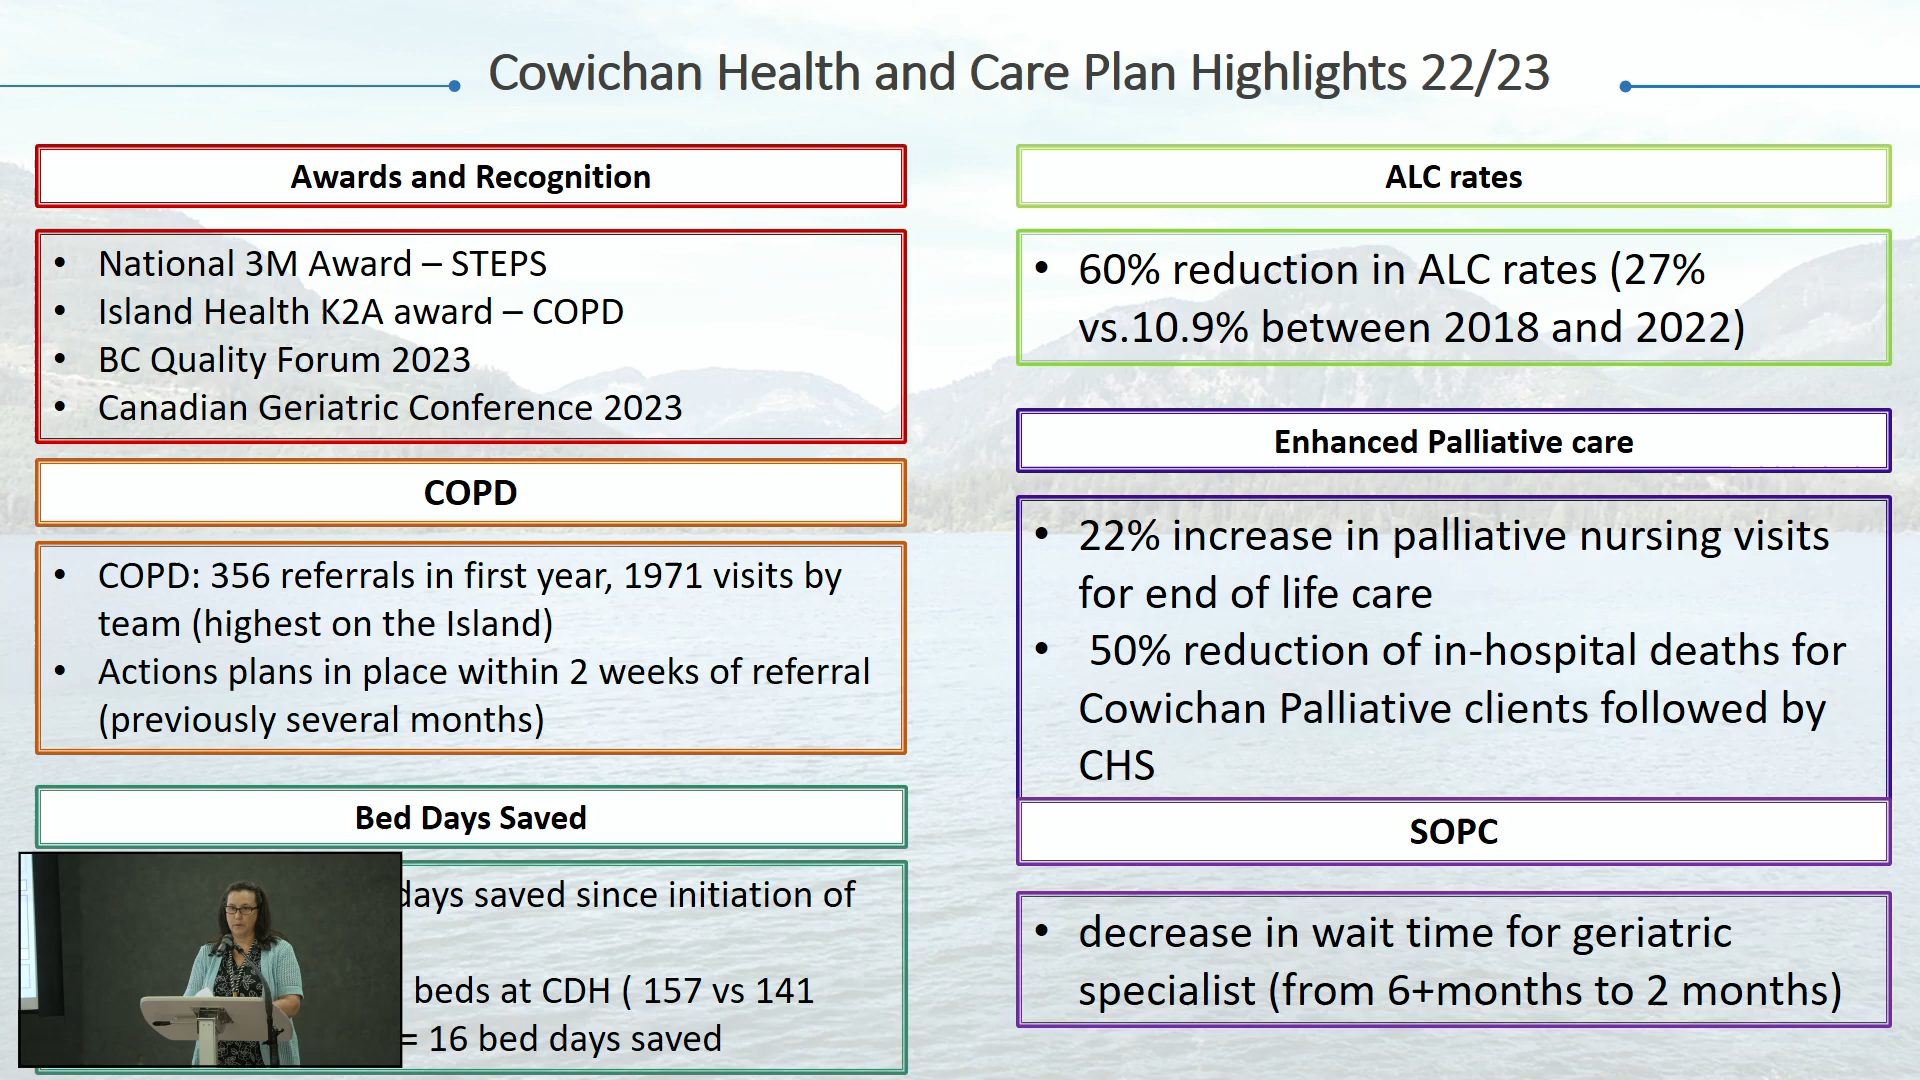 Cowichan Health and Care Plan Highlights 22/23
Awards and Recognition
• National 3M Award – STEPS
• Island Health K2A award – COPD
• BC Quality Forum 2023
• Canadian Geriatric Conference 2023
COPD
• COPD: 356 referrals in first year, 1971 visits by
team (highest on the Island)
• Actions plans in place within 2 weeks of referral
(previously several months)
Bed Days Saved
days saved since initiation of
beds at CDH ( 157 vs 141
= 16 bed days saved
ALC rates
• 60% reduction in ALC rates (27%
vs.10.9% between 2018 and 2022)
Enhanced Palliative care
• 22% increase in palliative nursing visits
for end of life care
• 50% reduction of in-hospital deaths for
Cowichan Palliative clients followed by
CHS
SOPC
• decrease in wait time for geriatric
specialist (from 6+months to 2 months)